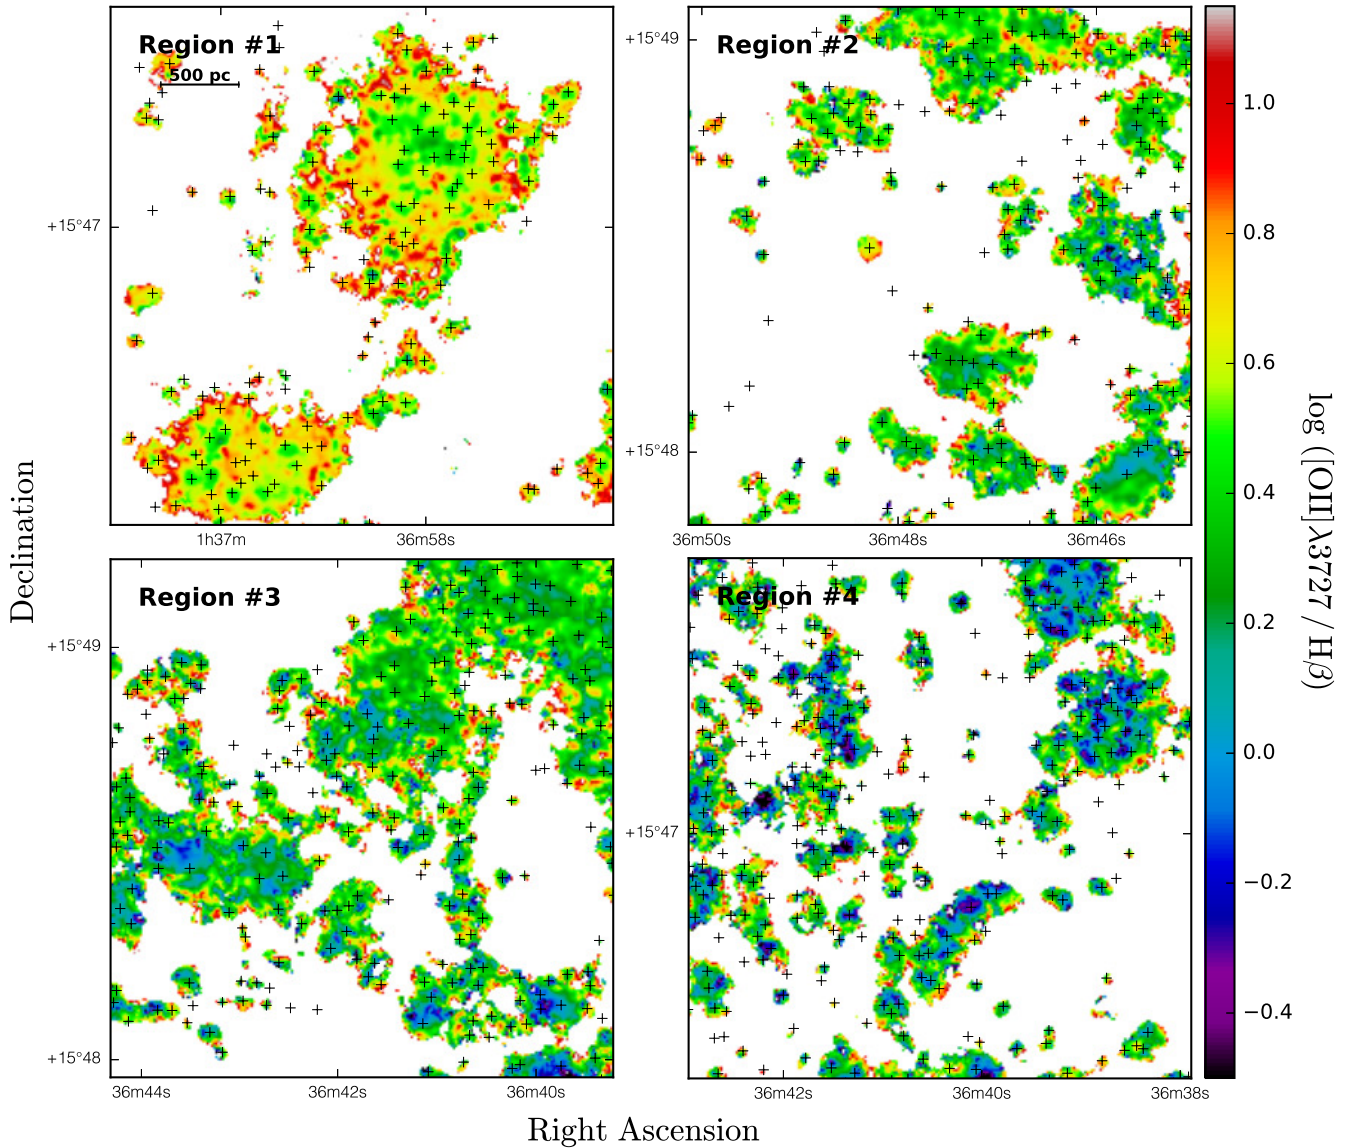 Region #1
500 pc
+15°47
1h37m
36m58s
Region #2
+15°49
+15°48
36m50s
36m48s
36m46s
Region #3
+15°49
+15°48
36m44s
36m42s
36m40s
Region #4
+15°47
36m42s
36m40s
36m38s
1.0
0.8
0.6
0.4
0.2
0.0
−0.2
−0.4
log ([OII]λ3727 / Hβ)
Declination
Right Ascension